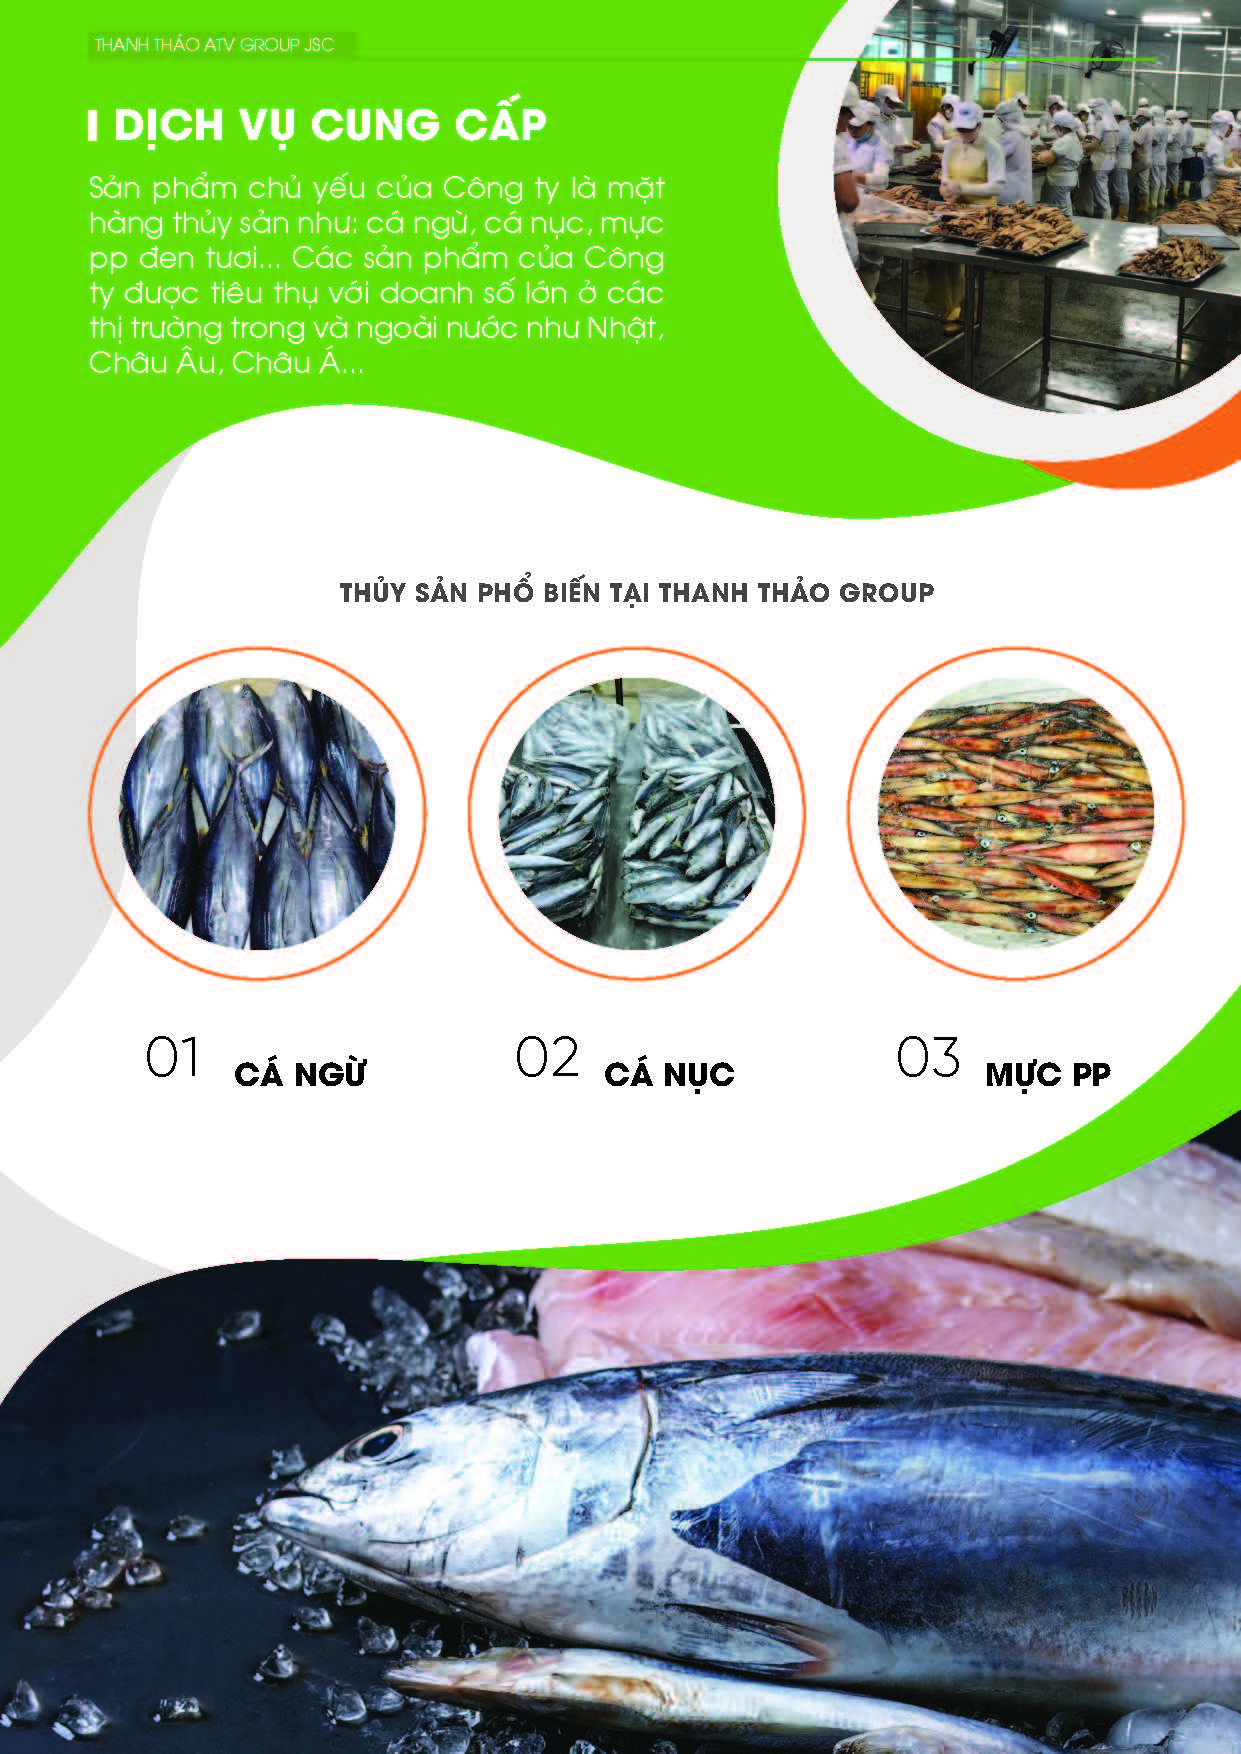 THANH THẢO ATV GROUP JSC
I DỊCH VỤ CUNG CẤP
Sản phẩm chủ yếu của Công ty là mặt
hàng thủy sản như: cá ngừ, cá nục, mực
pp đen tươi... Các sản phẩm của Công
ty được tiêu thụ với doanh số lớn ở các
thị trường trong và ngoài nước như Nhật,
Châu Âu, Châu Á...
THỦY SẢN PHỔ BIẾN TẠI THANH THẢO GROUP
01 CÁ NGỪ
02 CÁ NỤC
03 MỰC PP